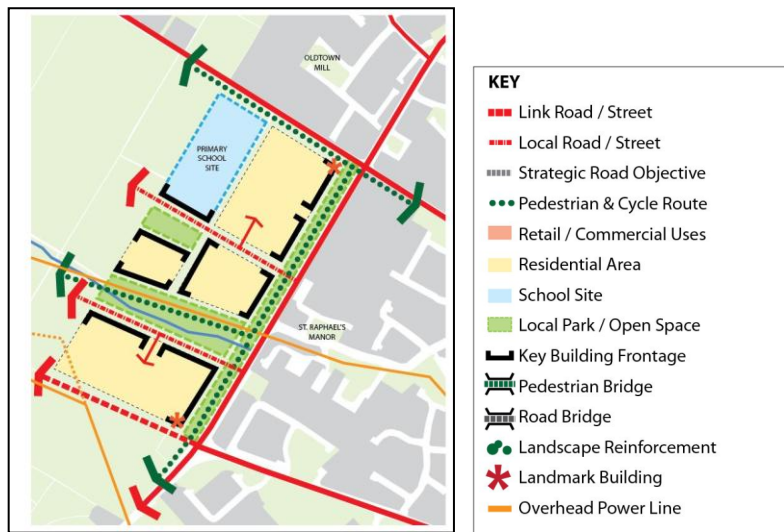 OLDTOWN
MILL
PRIMARY
SCHOOL
SITE
ST. RAPHAEL'S
MANOR
KEY
Link Road / Street
Local Road / Street
Strategic Road Objective
Pedestrian & Cycle Route
Retail / Commercial Uses
Residential Area
School Site
Local Park / Open Space
Key Building Frontage
Pedestrian Bridge
Road Bridge
Landscape Reinforcement
Landmark Building
Overhead Power Line